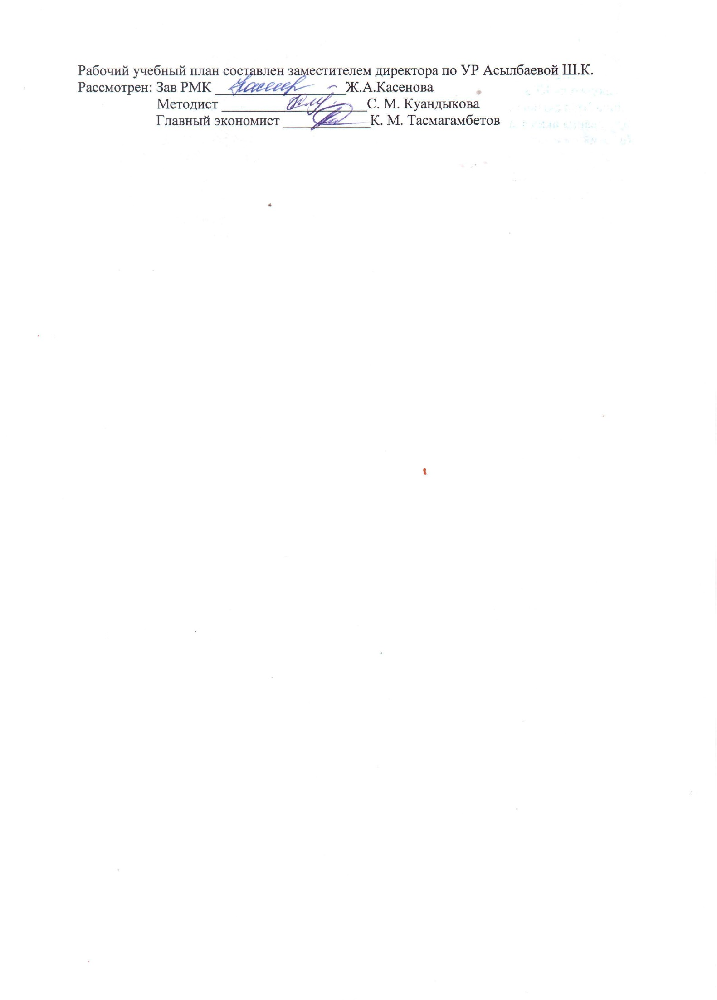 Рабочий учебный план составлен заместителем директора по УР Асылбаевой Ш.К.
Рассмотрен: Зав РМК __________________Ж.А.Касенова
Методист ____________________С. М. Куандыкова
Главный экономист ____________К. М. Тасмагамбетов